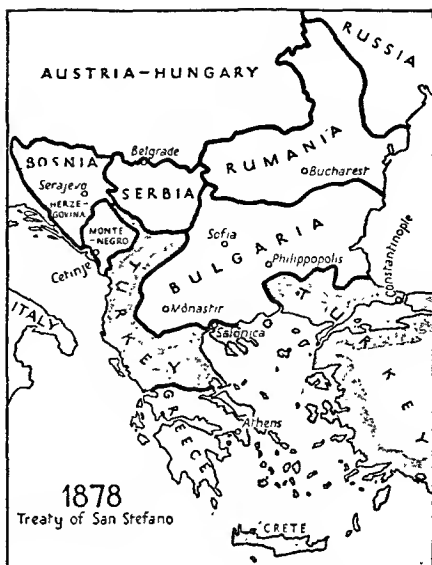 RUSSIA
AUSTRIA-HUNGARY
Belgrade
BOSNIA
RUMANIA
Serajevo
Bucharest
HERZE-
GOVINA
SERBIA
MONTE-
NEGRO
Sofia
BULGARIA
Cetinje
Philippopolis
Constantinople
TURKEY
TURKEY
Monastir
Salonica
ITALY
GREECE
Athens
1878
Treaty of San Stefano
CRETE